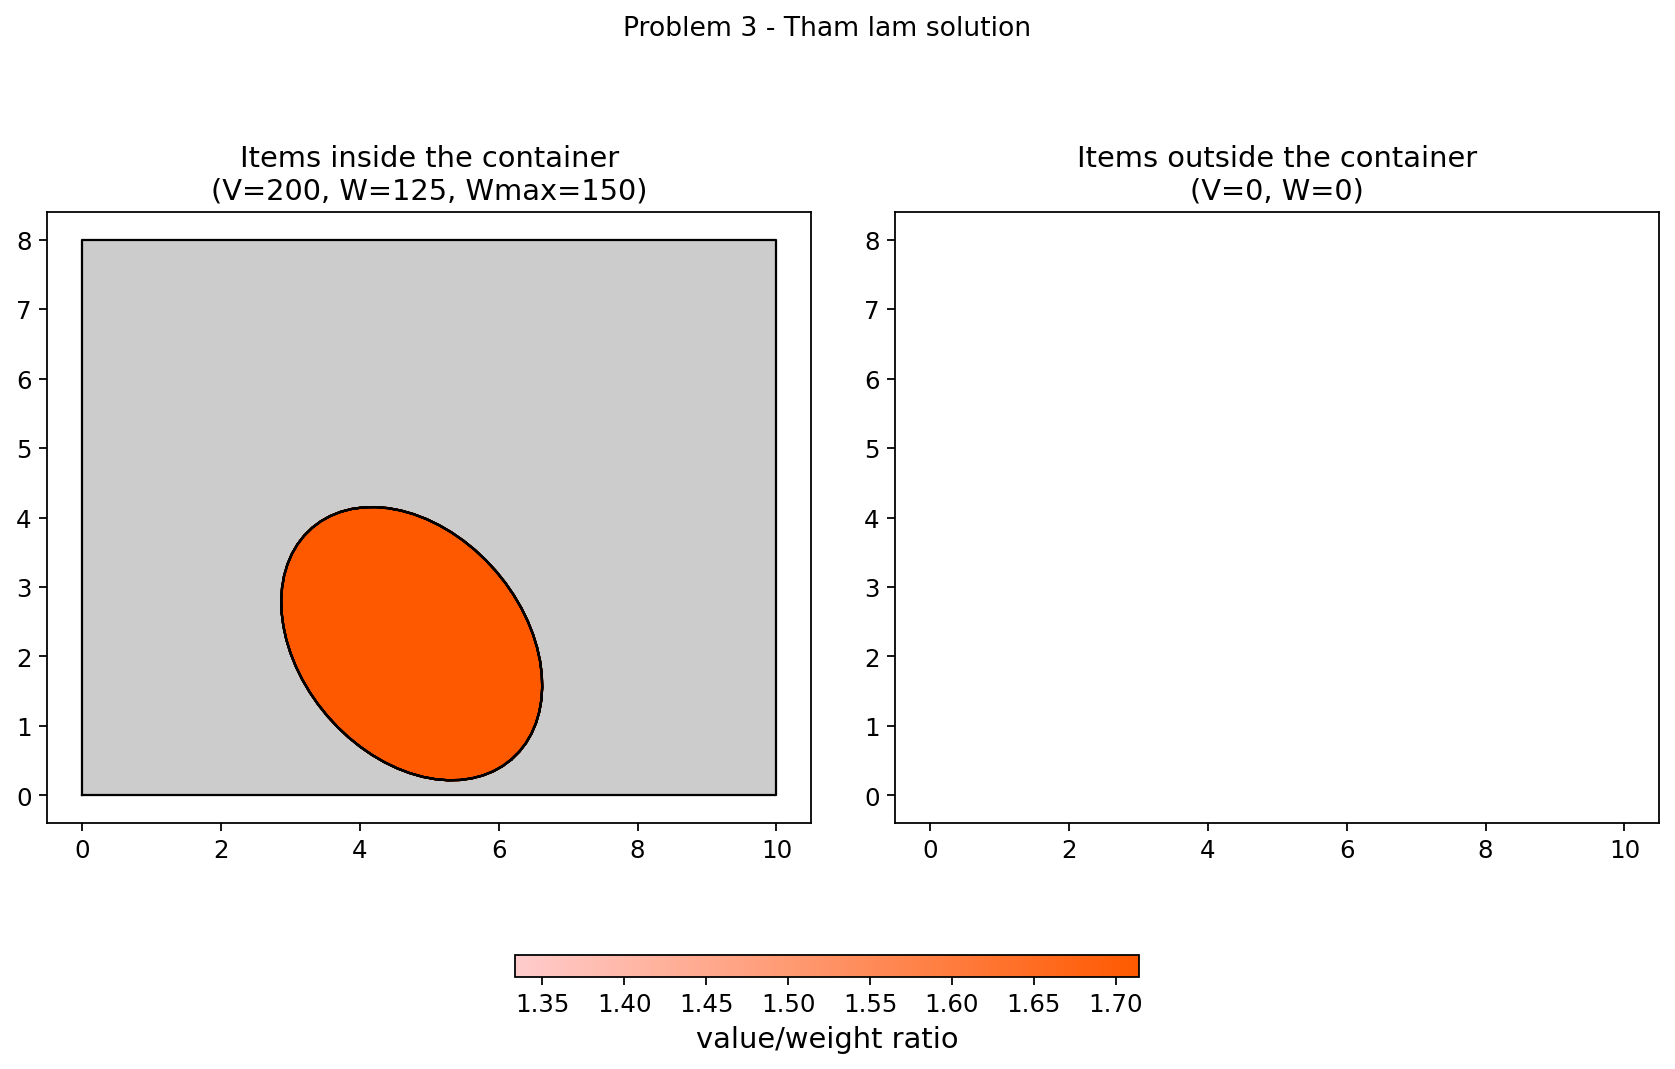 Problem 3 - Tham lam solution
Items inside the container
(V=200, W=125, Wmax=150)
8
7
6
5
4
3
2
1
0
0 2 4 6 8 10
Items outside the container
(V=0, W=0)
8
7
6
5
4
3
2
1
0
0 2 4 6 8 10
1.35 1.40 1.45 1.50 1.55 1.60 1.65 1.70
value/weight ratio